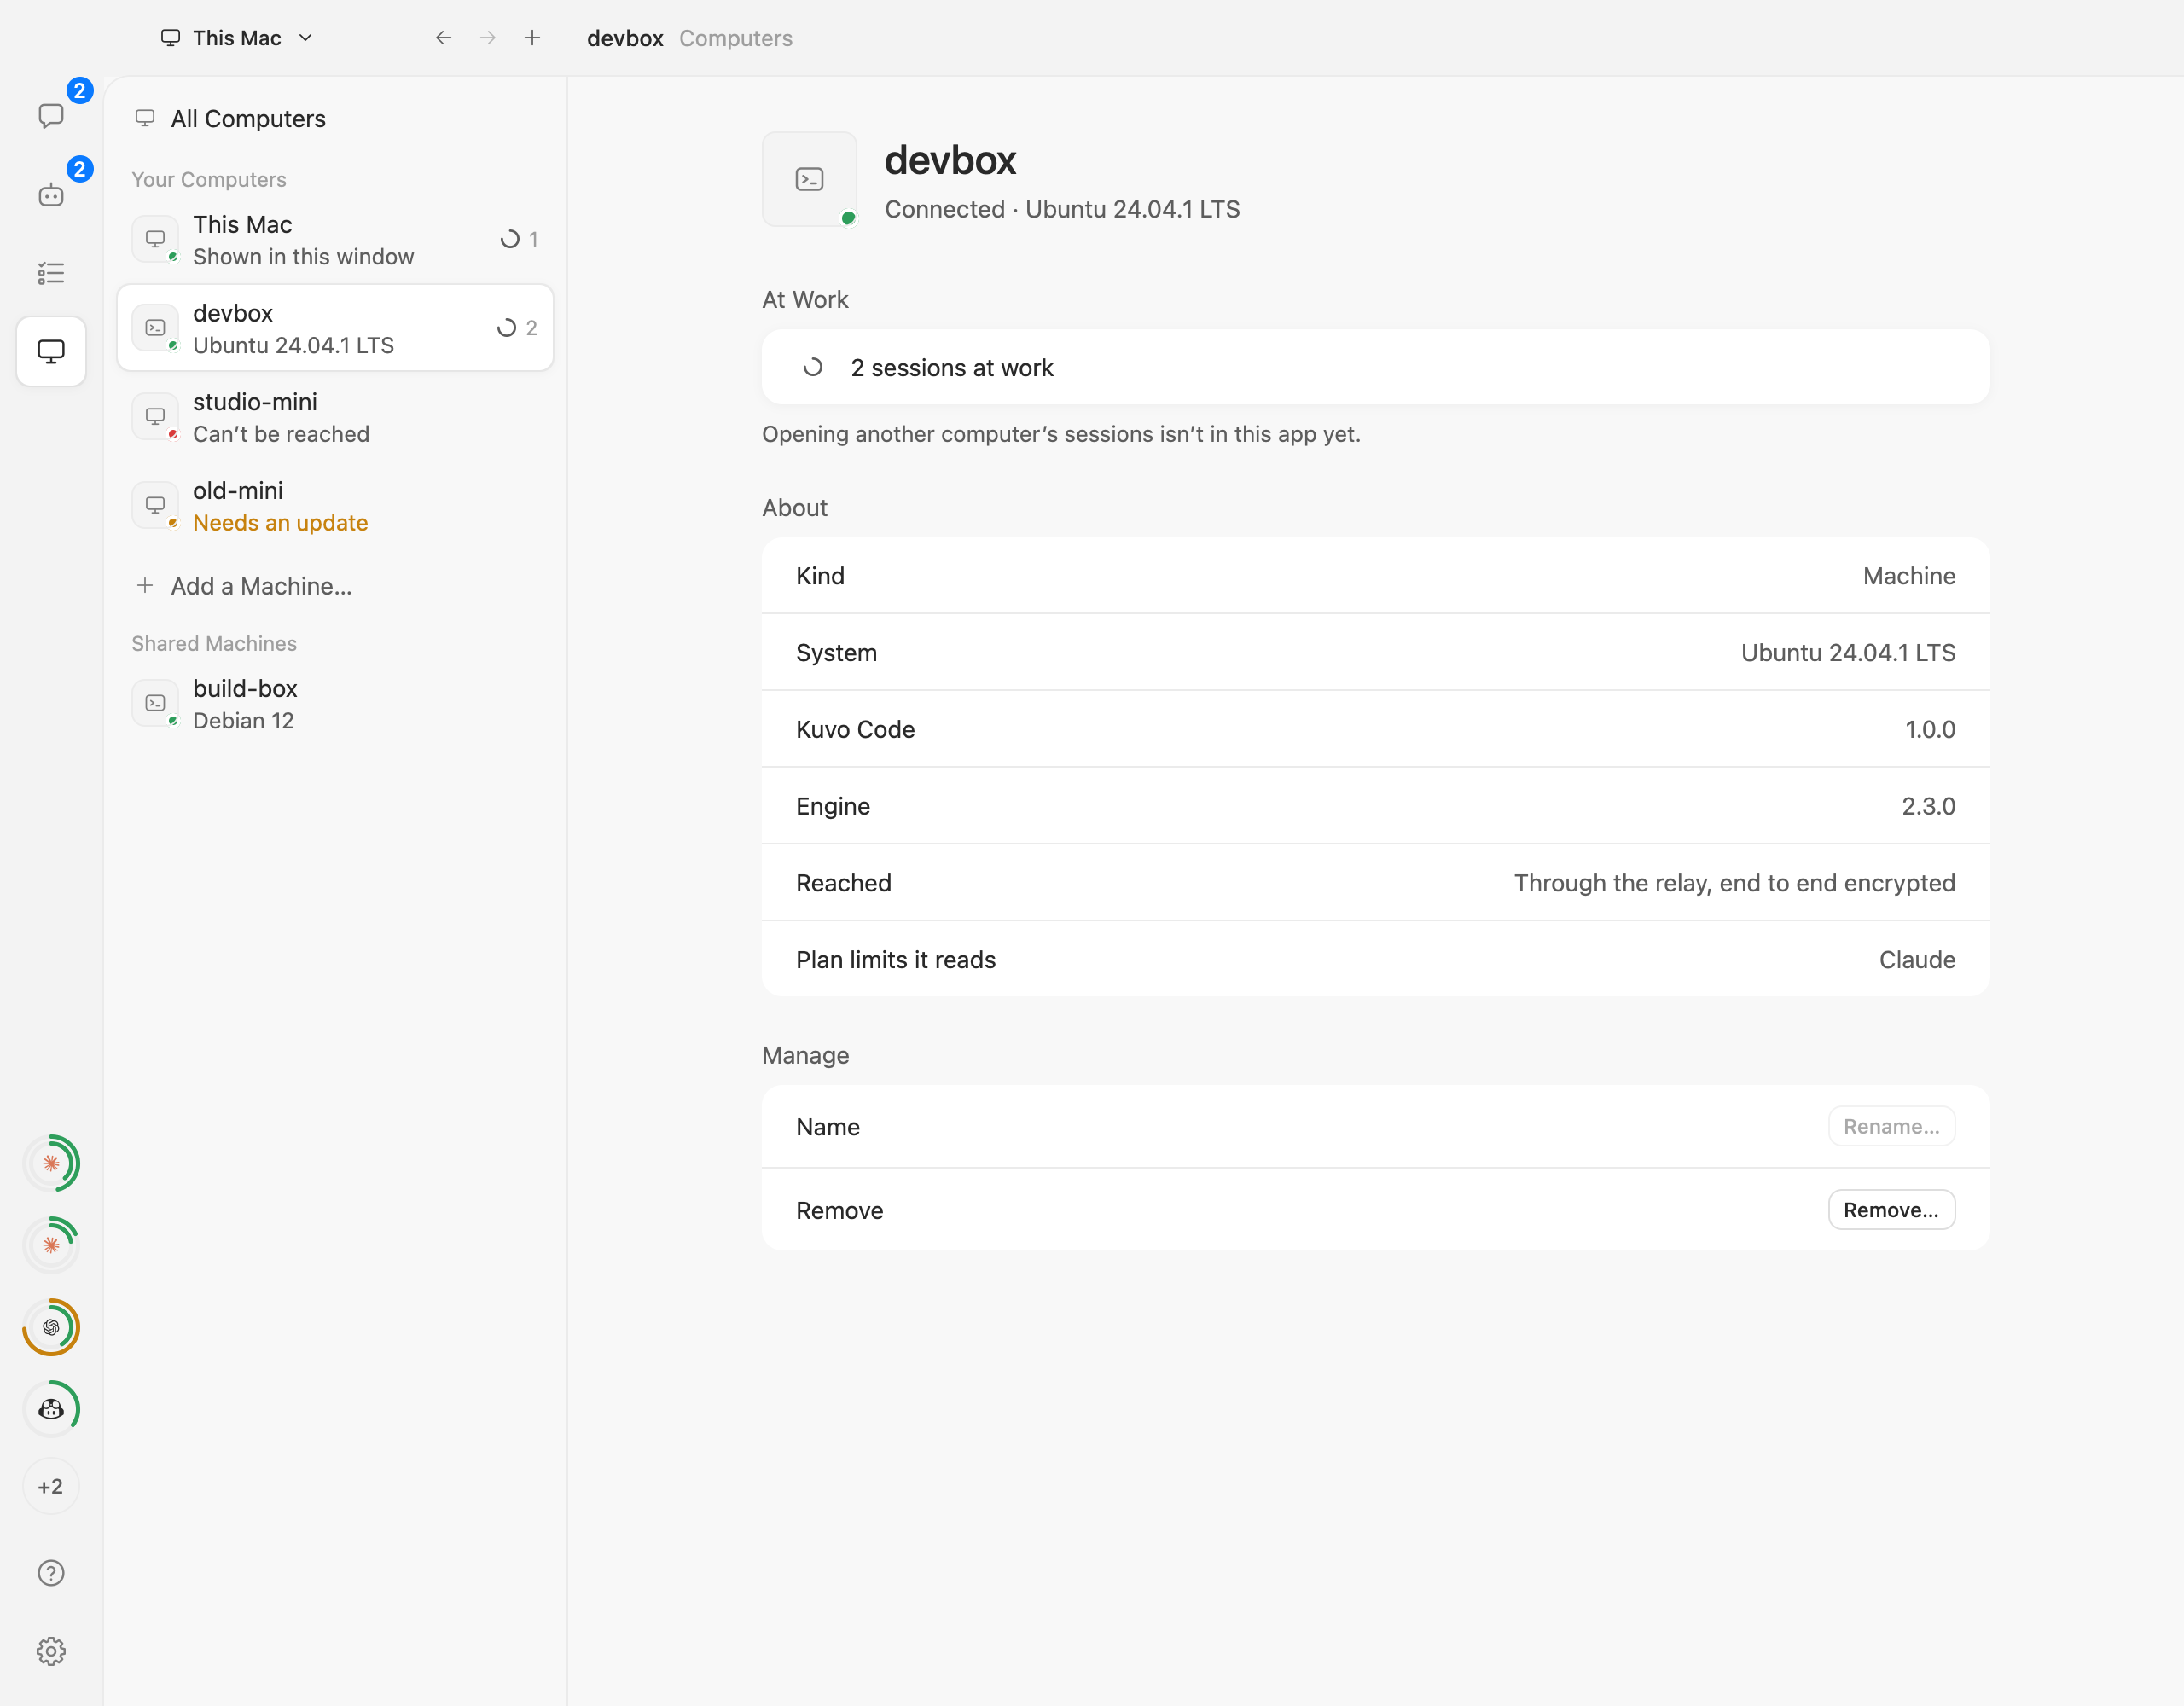 This Mac
devbox Computers
2
2
All Computers
Your Computers
This Mac
Shown in this window
1
devbox
Ubuntu 24.04.1 LTS
2
studio-mini
Can’t be reached
old-mini
Needs an update
Add a Machine...
Shared Machines
build-box
Debian 12
+2
devbox
Connected · Ubuntu 24.04.1 LTS
At Work
2 sessions at work
Opening another computer’s sessions isn’t in this app yet.
About
Kind Machine
System Ubuntu 24.04.1 LTS
Kuvo Code 1.0.0
Engine 2.3.0
Reached Through the relay, end to end encrypted
Plan limits it reads Claude
Manage
Name Rename...
Remove Remove...